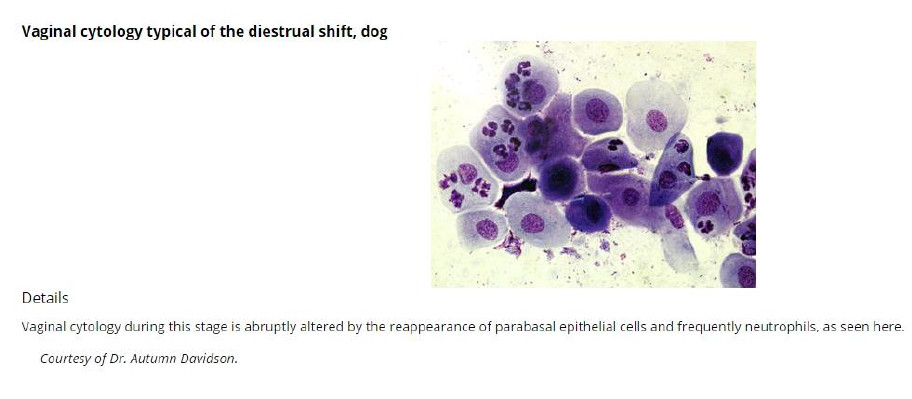 Vaginal cytology typical of the diestrual shift, dog
Details
Vaginal cytology during this stage is abruptly altered by the reappearance of parabasal epithelial cells and frequently neutrophils, as seen here.
Courtesy of Dr. Autumn Davidson.